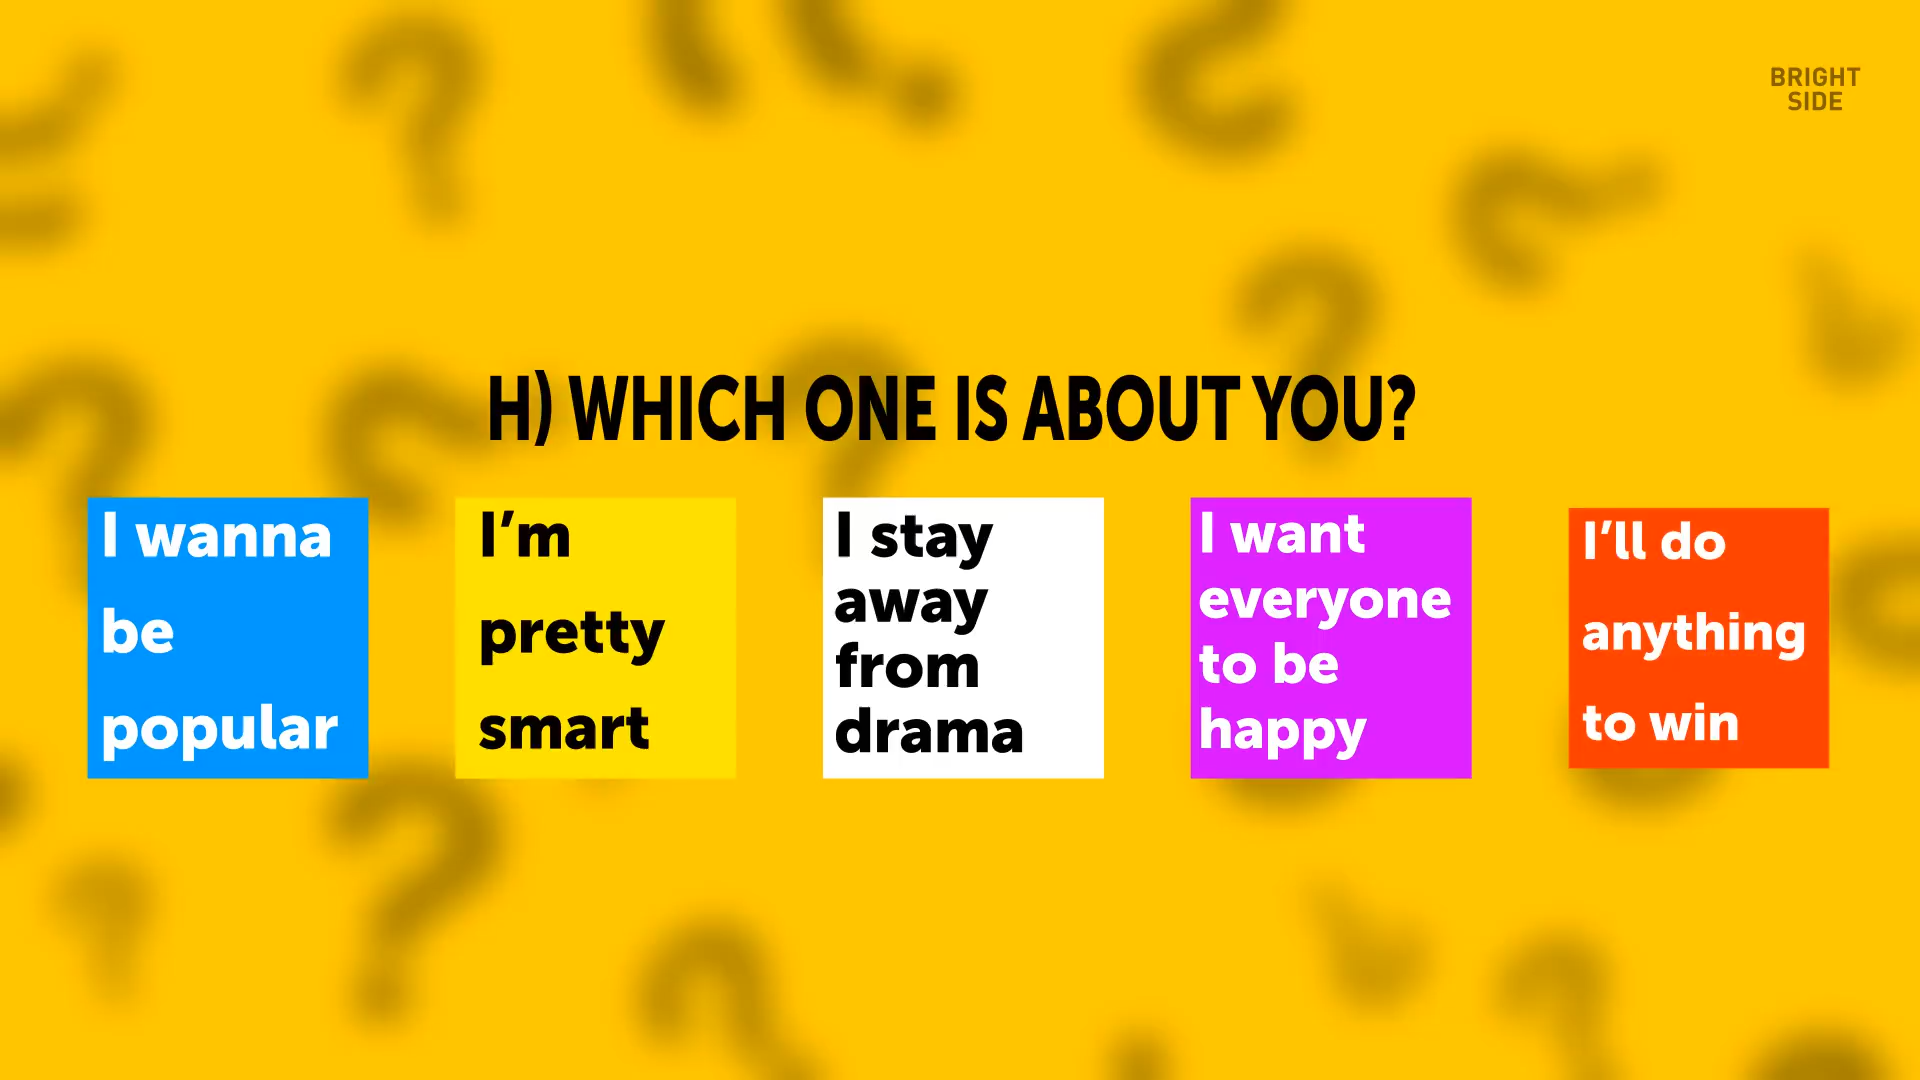 BRIGHT
SIDE
H) WHICH ONE IS ABOUT YOU?
I wanna
be
popular
I'm
pretty
smart
I stay
away
from
drama
I want
everyone
to be
happy
I'll do
anything
to win